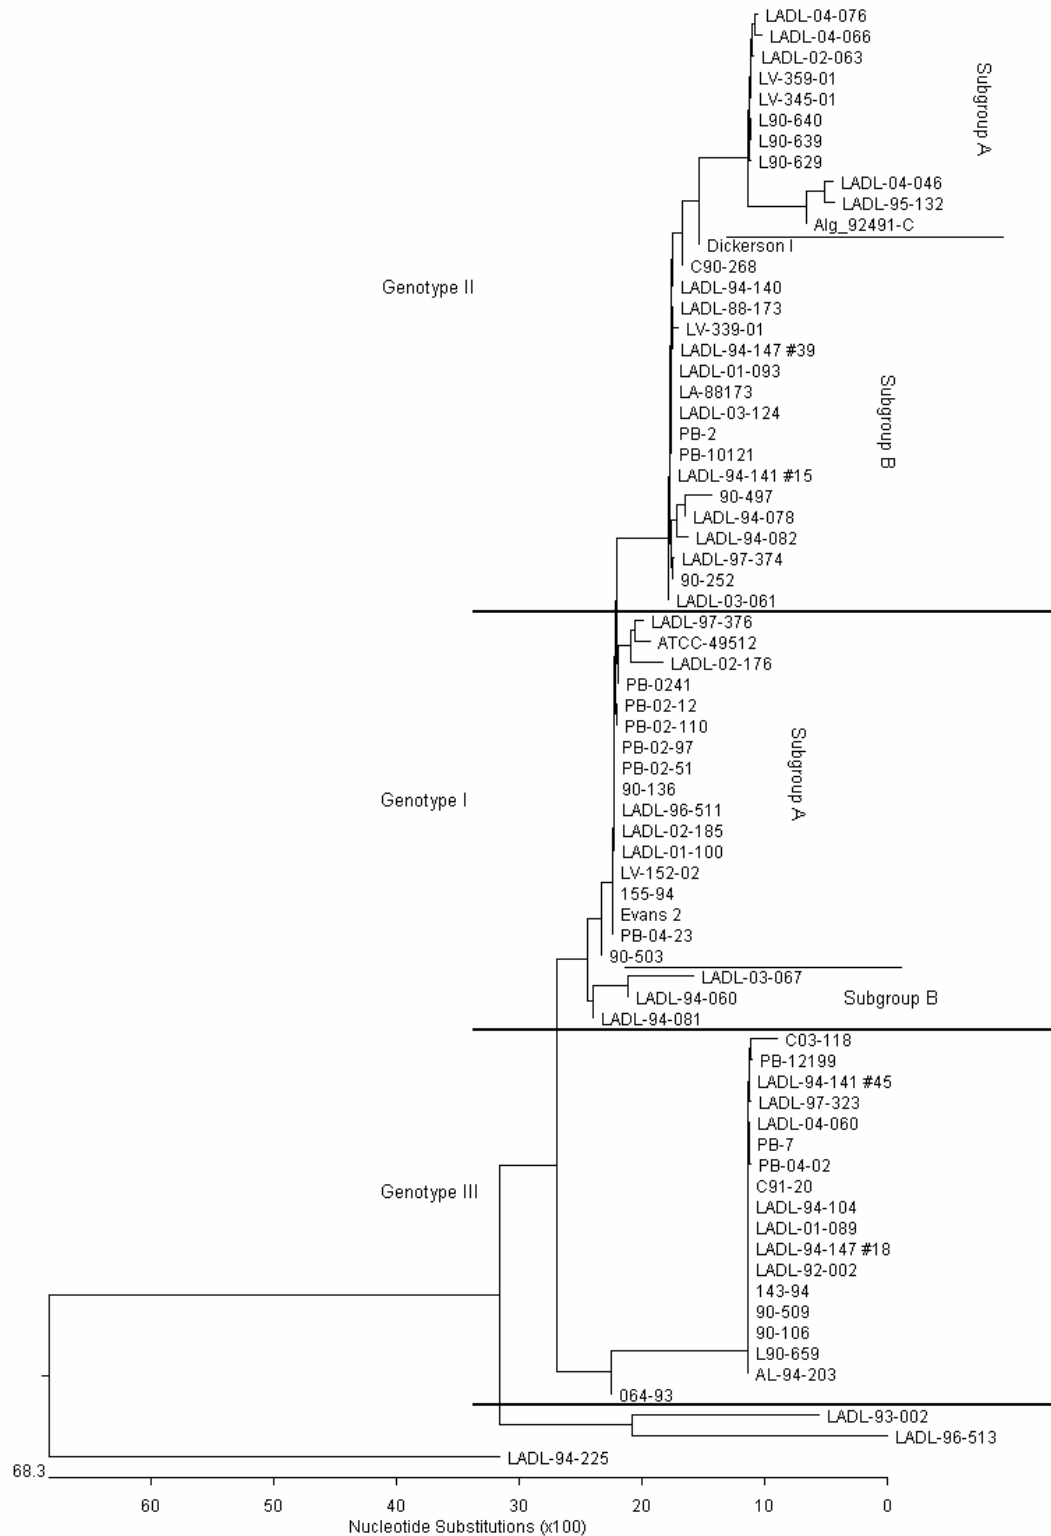 LADL-04-076
LADL-04-066
LADL-02-063
LV-359-01
LV-345-01
L90-640
L90-639
L90-629
Subgroup A
LADL-04-046
LADL-95-132
Alg_92491-C
Dickerson I
C90-268
Genotype II
LADL-94-140
LADL-88-173
LV-339-01
LADL-94-147 #39
LADL-01-093
LA-88173
LADL-03-124
PB-2
PB-10121
Subgroup B
LADL-94-141 #15
90-497
LADL-94-078
LADL-94-082
LADL-97-374
90-252
LADL-03-061
LADL-97-376
ATCC-49512
LADL-02-176
PB-0241
PB-02-12
PB-02-110
PB-02-97
PB-02-51
90-136
Subgroup A
Genotype I
LADL-96-511
LADL-02-185
LADL-01-100
LV-152-02
155-94
Evans 2
PB-04-23
90-503
LADL-03-067
LADL-94-060
Subgroup B
LADL-94-081
C03-118
PB-12199
LADL-94-141 #45
LADL-97-323
LADL-04-060
PB-7
PB-04-02
C91-20
Genotype III
LADL-94-104
LADL-01-089
LADL-94-147 #18
LADL-92-002
143-94
90-509
90-106
L90-659
AL-94-203
064-93
LADL-93-002
LADL-96-513
LADL-94-225
68.3
60 50 40 30 20 10 0
Nucleotide Substitutions (x100)